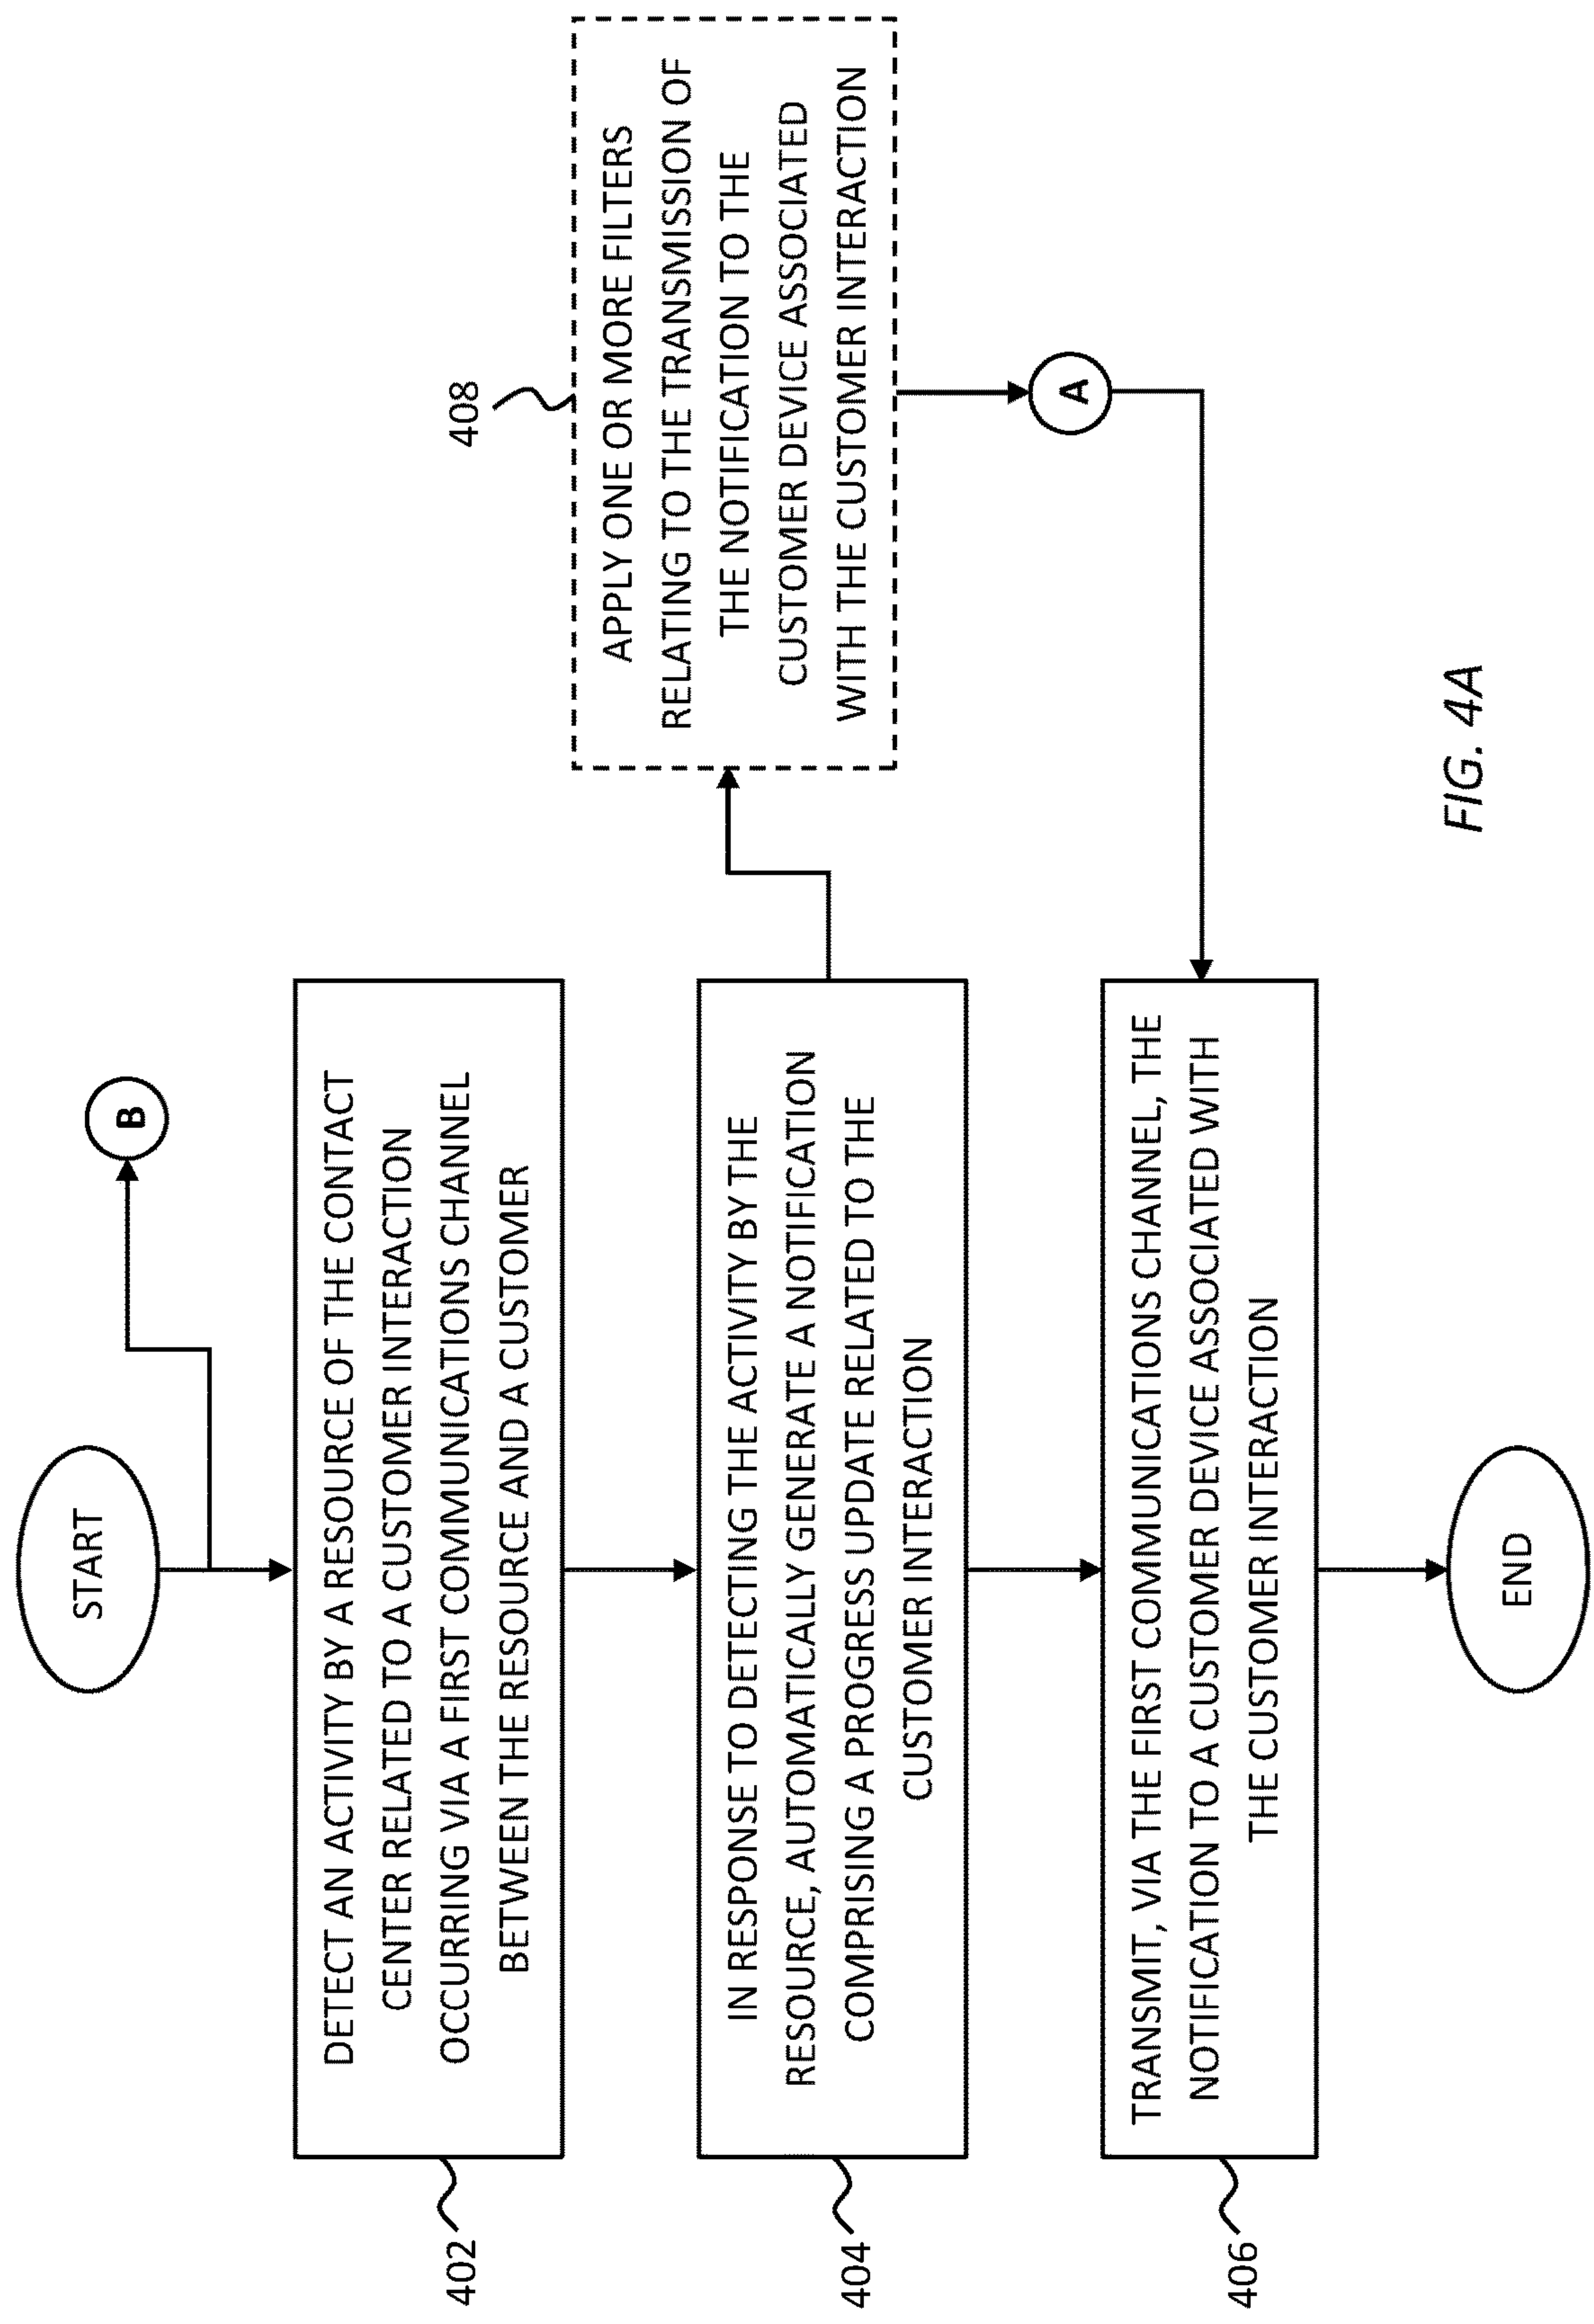 START
B
402
DETECT AN ACTIVITY BY A RESOURCE OF THE CONTACT
CENTER RELATED TO A CUSTOMER INTERACTION
OCCURRING VIA A FIRST COMMUNICATIONS CHANNEL
BETWEEN THE RESOURCE AND A CUSTOMER
404
IN RESPONSE TO DETECTING THE ACTIVITY BY THE
RESOURCE, AUTOMATICALLY GENERATE A NOTIFICATION
COMPRISING A PROGRESS UPDATE RELATED TO THE
CUSTOMER INTERACTION
408
APPLY ONE OR MORE FILTERS
RELATING TO THE TRANSMISSION OF
THE NOTIFICATION TO THE
CUSTOMER DEVICE ASSOCIATED
WITH THE CUSTOMER INTERACTION
A
406
TRANSMIT, VIA THE FIRST COMMUNICATIONS CHANNEL, THE
NOTIFICATION TO A CUSTOMER DEVICE ASSOCIATED WITH
THE CUSTOMER INTERACTION
END
FIG. 4A